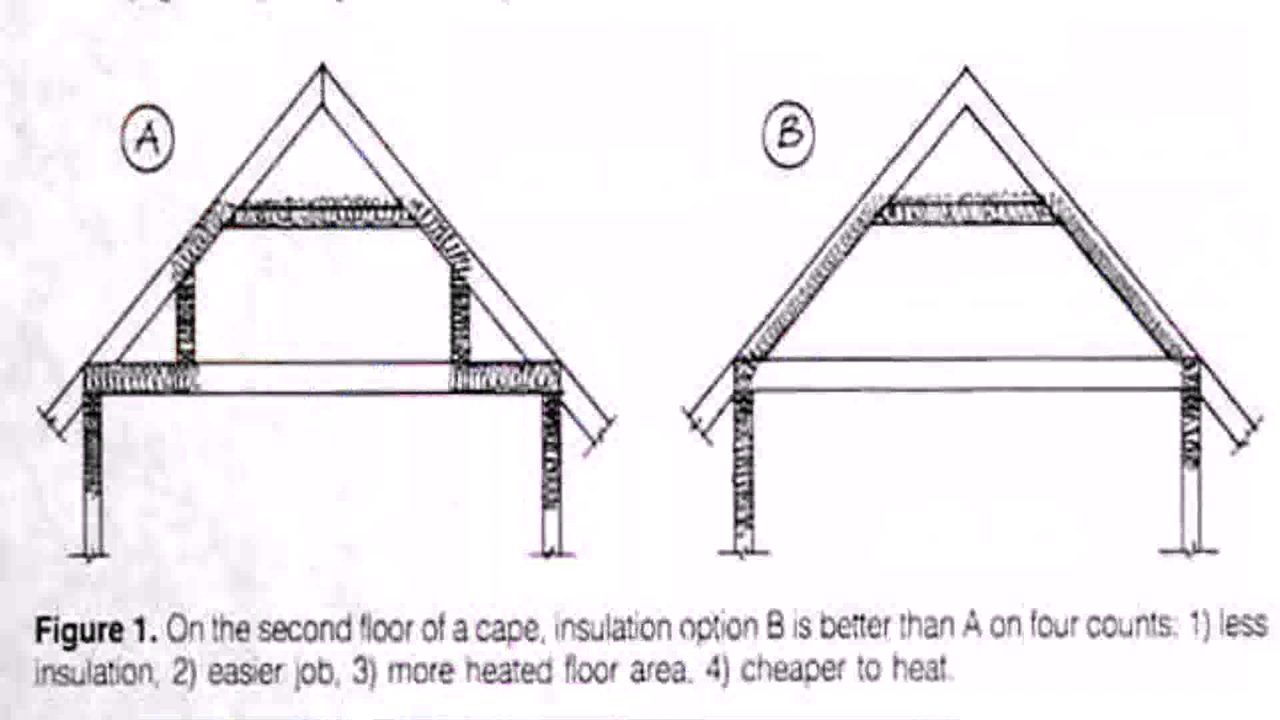 A
B
Figure 1. On the second floor of a cape, insulation option B is better than A on four counts: 1) less
insulation, 2) easier job, 3) more heated floor area. 4) cheaper to heat.